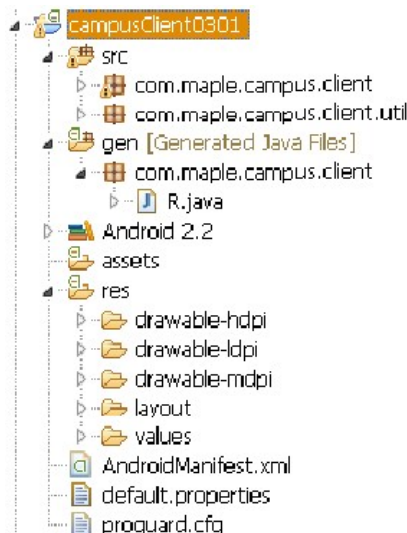 campusClient0301
src
com.maple.campus.client
com.maple.campus.client.util
gen [Generated Java Files]
com.maple.campus.client
R.java
Android 2.2
assets
res
drawable-hdpi
drawable-ldpi
drawable-mdpi
layout
values
AndroidManifest.xml
default.properties
proguard.cfg